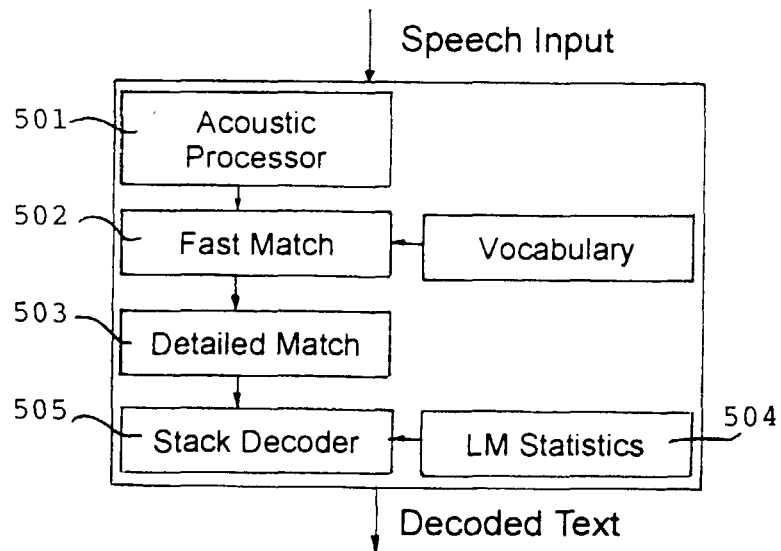 Speech Input
501
Acoustic
Processor
502
Fast Match
Vocabulary
503
Detailed Match
505
Stack Decoder
LM Statistics
504
Decoded Text